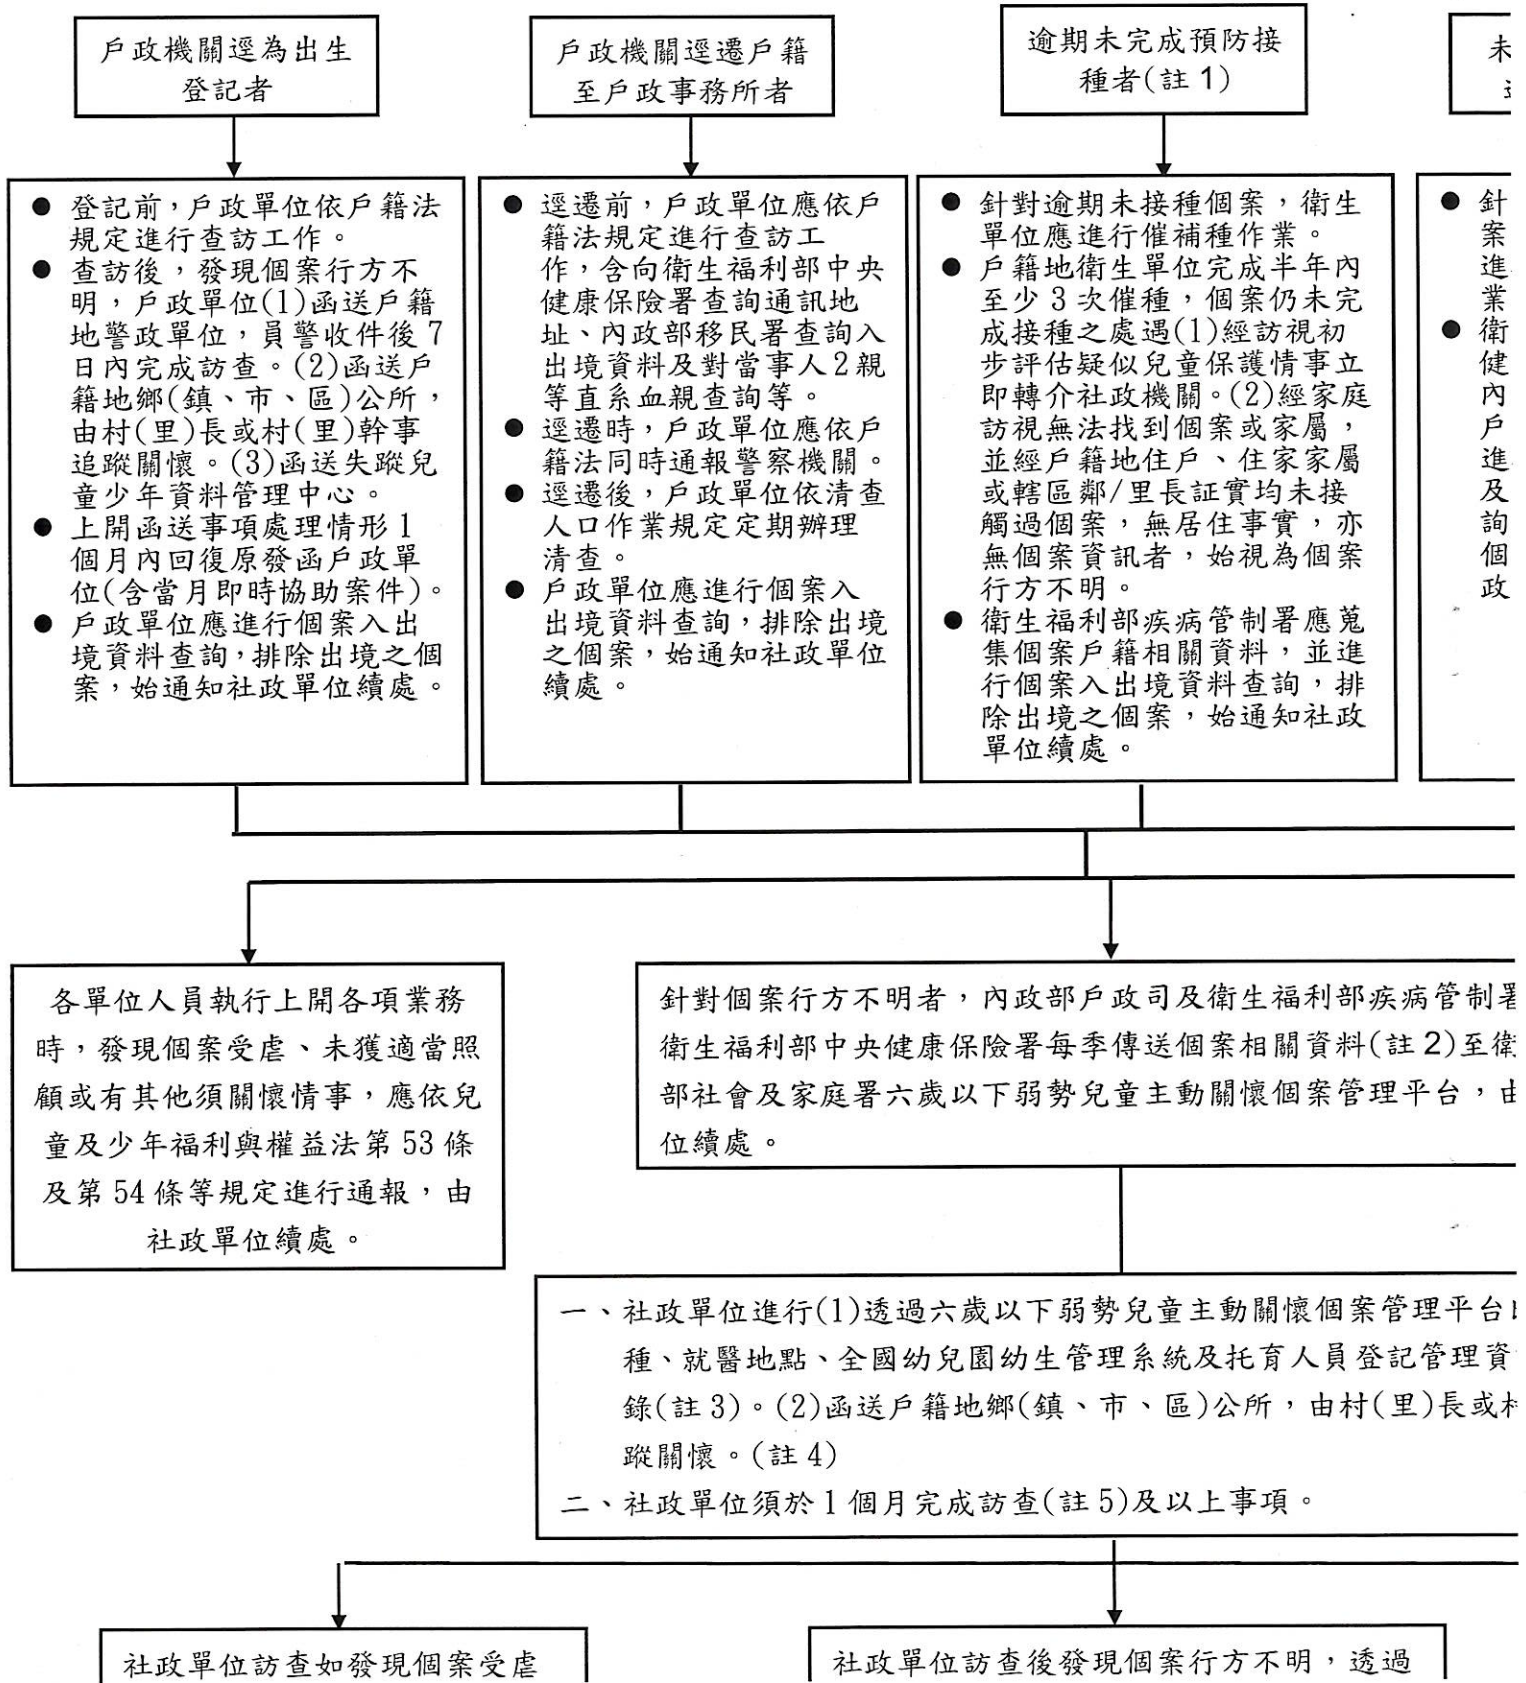 戶政機關逕為出生
登記者
戶政機關逕遷戶籍
至戶政事務所者
逾期未完成預防接
種者(註1)
未
● 登記前,戶政單位依戶籍法
規定進行查訪工作。
● 查訪後,發現個案行方不
明,戶政單位(1)函送戶籍
地警政單位,員警收件後7
日內完成訪查。(2)函送戶
籍地鄉(鎮、市、區)公所,
由村(里)長或村(里)幹事
追蹤關懷。(3)函送失蹤兒
童少年資料管理中心。
● 上開函送事項處理情形1
個月內回復原發函戶政單
位(含當月即時協助案件)。
● 戶政單位應進行個案入出
境資料查詢,排除出境之個
案,始通知社政單位續處。
● 逕遷前,戶政單位應依戶
籍法規定進行查訪工
作,含向衛生福利部中央
健康保險署查詢通訊地
址、內政部移民署查詢入
出境資料及對當事人2親
等直系血親查詢等。
● 逕遷時,戶政單位應依戶
籍法同時通報警察機關。
● 逕遷後,戶政單位依清查
人口作業規定定期辦理
清查。
● 戶政單位應進行個案入
出境資料查詢,排除出境
之個案,始通知社政單位
續處。
● 針對逾期未接種個案,衛生
單位應進行催補種作業。
● 戶籍地衛生單位完成半年內
至少3次催種,個案仍未完
成接種之處遇(1)經訪視初
步評估疑似兒童保護情事立
即轉介社政機關。(2)經家庭
訪視無法找到個案或家屬,
並經戶籍地住戶、住家家屬
或轄區鄰/里長証實均未接
觸過個案,無居住事實,亦
無個案資訊者,始視為個案
行方不明。
● 衛生福利部疾病管制署應蒐
集個案戶籍相關資料,並進
行個案入出境資料查詢,排
除出境之個案,始通知社政
單位續處。
● 針
案
進
業
● 衛
健
內
戶
進
及
詢
個
政
各單位人員執行上開各項業務
時,發現個案受虐、未獲適當照
顧或有其他須關懷情事,應依兒
童及少年福利與權益法第53條
及第54條等規定進行通報,由
社政單位續處。
針對個案行方不明者,內政部戶政司及衛生福利部疾病管制署
衛生福利部中央健康保險署每季傳送個案相關資料(註2)至衛
部社會及家庭署六歲以下弱勢兒童主動關懷個案管理平台,由
位續處。
一、社政單位進行(1)透過六歲以下弱勢兒童主動關懷個案管理平台
種、就醫地點、全國幼兒園幼生管理系統及托育人員登記管理資
錄(註3)。(2)函送戶籍地鄉(鎮、市、區)公所,由村(里)長或村
蹤關懷。(註4)
二、社政單位須於1個月完成訪查(註5)及以上事項。
社政單位訪查如發現個案受虐
社政單位訪查後發現個案行方不明,透過